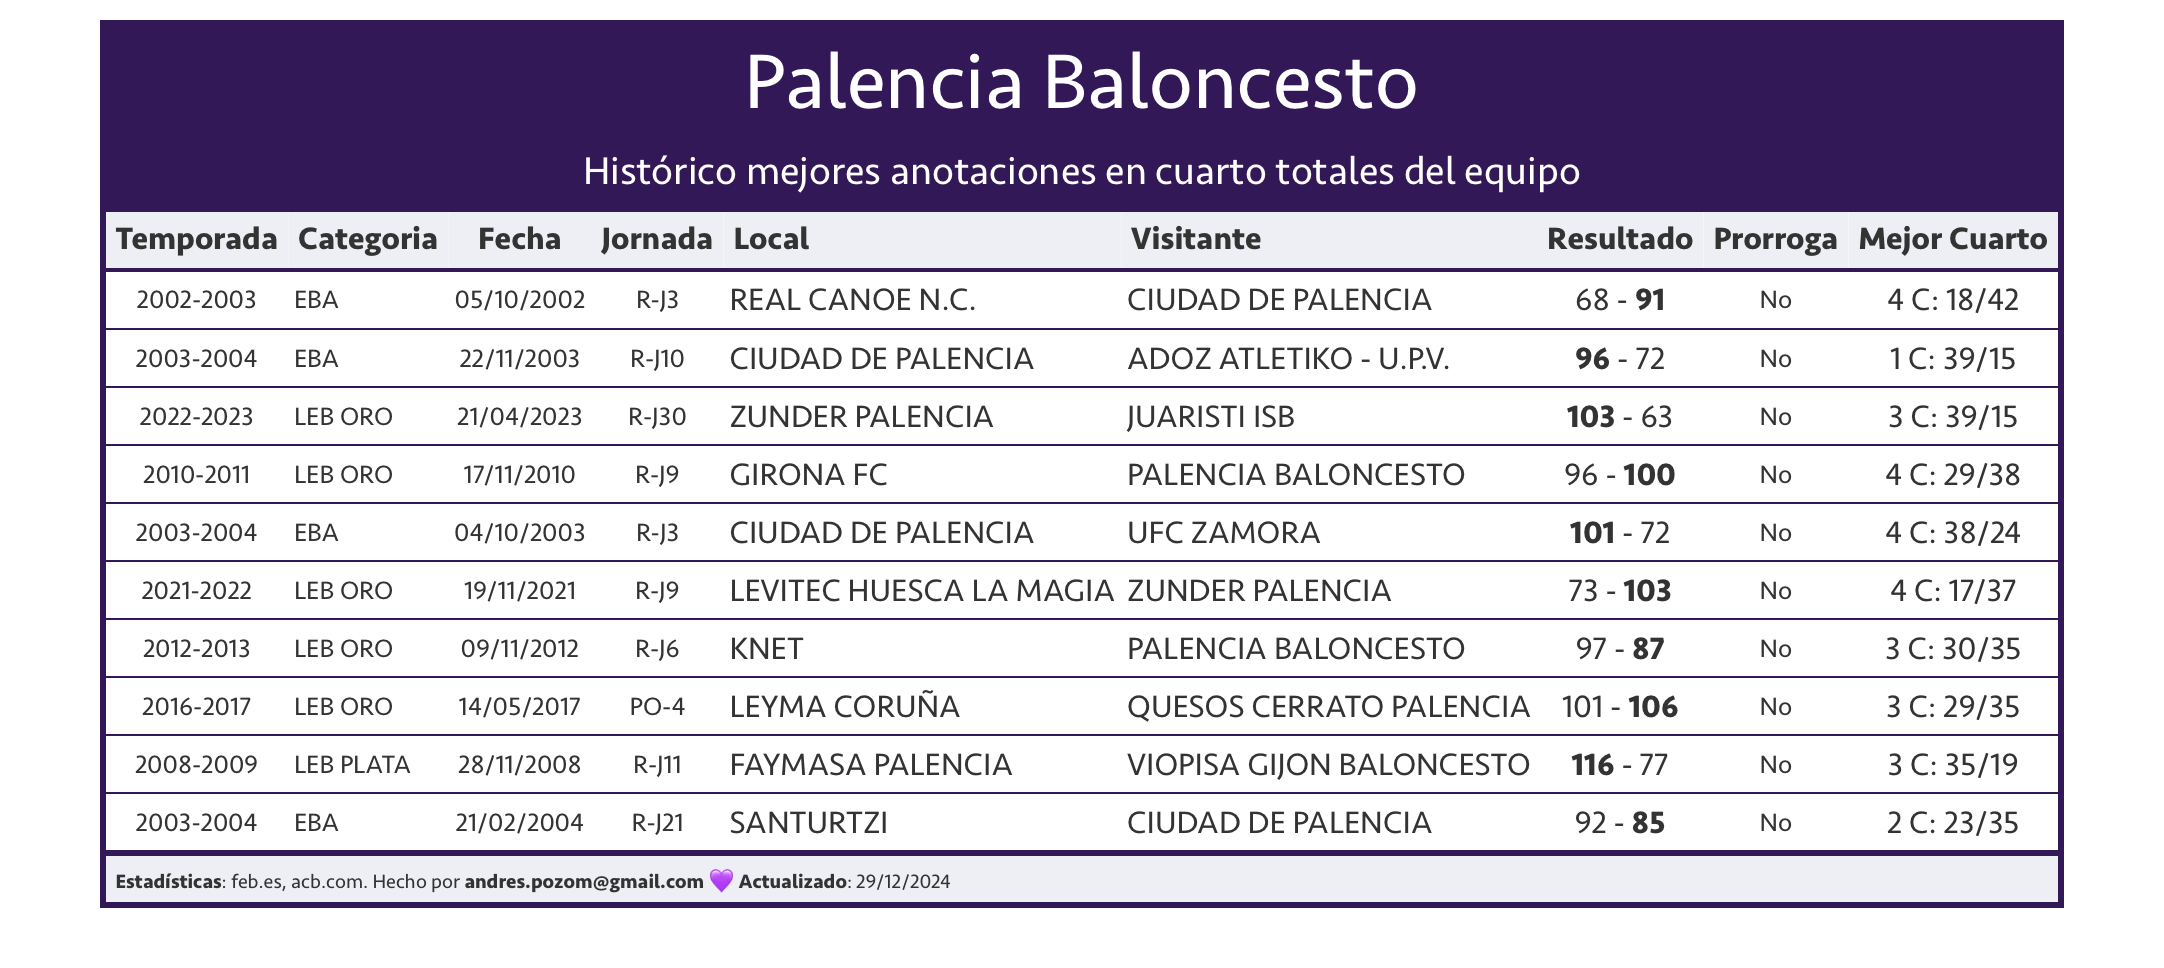 Palencia Baloncesto
Histórico mejores anotaciones en cuarto totales del equipo
Temporada Categoria Fecha Jornada Local Visitante Resultado Prorroga Mejor Cuarto
2002-2003 EBA 05/10/2002 R-J3 REAL CANOE N.C. CIUDAD DE PALENCIA 68 - 91 No 4 C: 18/42
2003-2004 EBA 22/11/2003 R-J10 CIUDAD DE PALENCIA ADOZ ATLETIKO - U.P.V. 96 - 72 No 1 C: 39/15
2022-2023 LEB ORO 21/04/2023 R-J30 ZUNDER PALENCIA JUARISTI ISB 103 - 63 No 3 C: 39/15
2010-2011 LEB ORO 17/11/2010 R-J9 GIRONA FC PALENCIA BALONCESTO 96 - 100 No 4 C: 29/38
2003-2004 EBA 04/10/2003 R-J3 CIUDAD DE PALENCIA UFC ZAMORA 101 - 72 No 4 C: 38/24
2021-2022 LEB ORO 19/11/2021 R-J9 LEVITEC HUESCA LA MAGIA ZUNDER PALENCIA 73 - 103 No 4 C: 17/37
2012-2013 LEB ORO 09/11/2012 R-J6 KNET PALENCIA BALONCESTO 97 - 87 No 3 C: 30/35
2016-2017 LEB ORO 14/05/2017 PO-4 LEYMA CORUÑA QUESOS CERRATO PALENCIA 101 - 106 No 3 C: 29/35
2008-2009 LEB PLATA 28/11/2008 R-J11 FAYMASA PALENCIA VIOPISA GIJON BALONCESTO 116 - 77 No 3 C: 35/19
2003-2004 EBA 21/02/2004 R-J21 SANTURTZI CIUDAD DE PALENCIA 92 - 85 No 2 C: 23/35
Estadísticas: feb.es, acb.com. Hecho por andres.pozom@gmail.com 💜 Actualizado: 29/12/2024